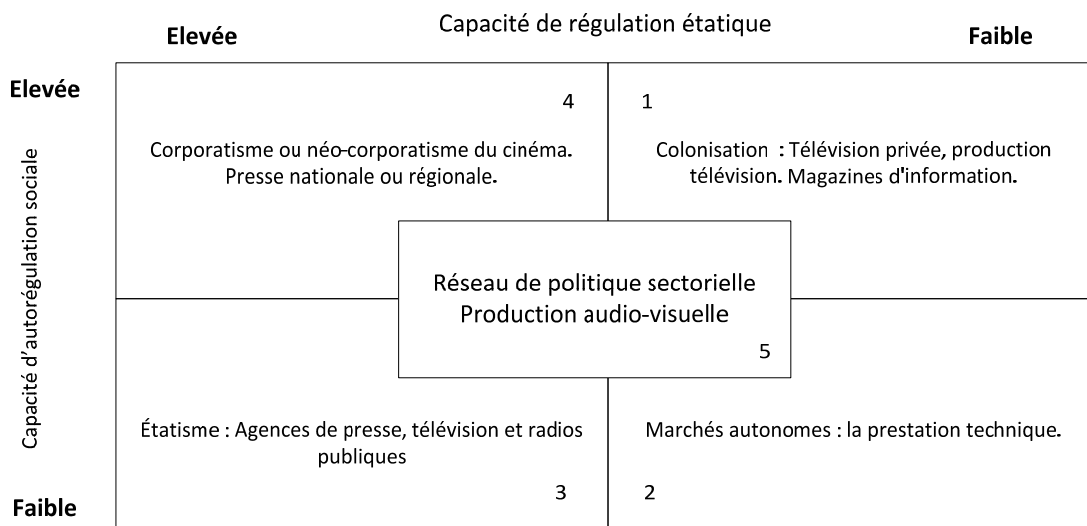 Capacité de régulation étatique
Elevée
Faible
Elevée
Capacité d'autorégulation sociale
4
1
Corporatisme ou néo-corporatisme du cinéma.
Presse nationale ou régionale.
Colonisation : Télévision privée, production
télévision. Magazines d'information.
Réseau de politique sectorielle
Production audio-visuelle
5
Étatisme : Agences de presse, télévision et radios
publiques
Marchés autonomes : la prestation technique.
3
2
Faible